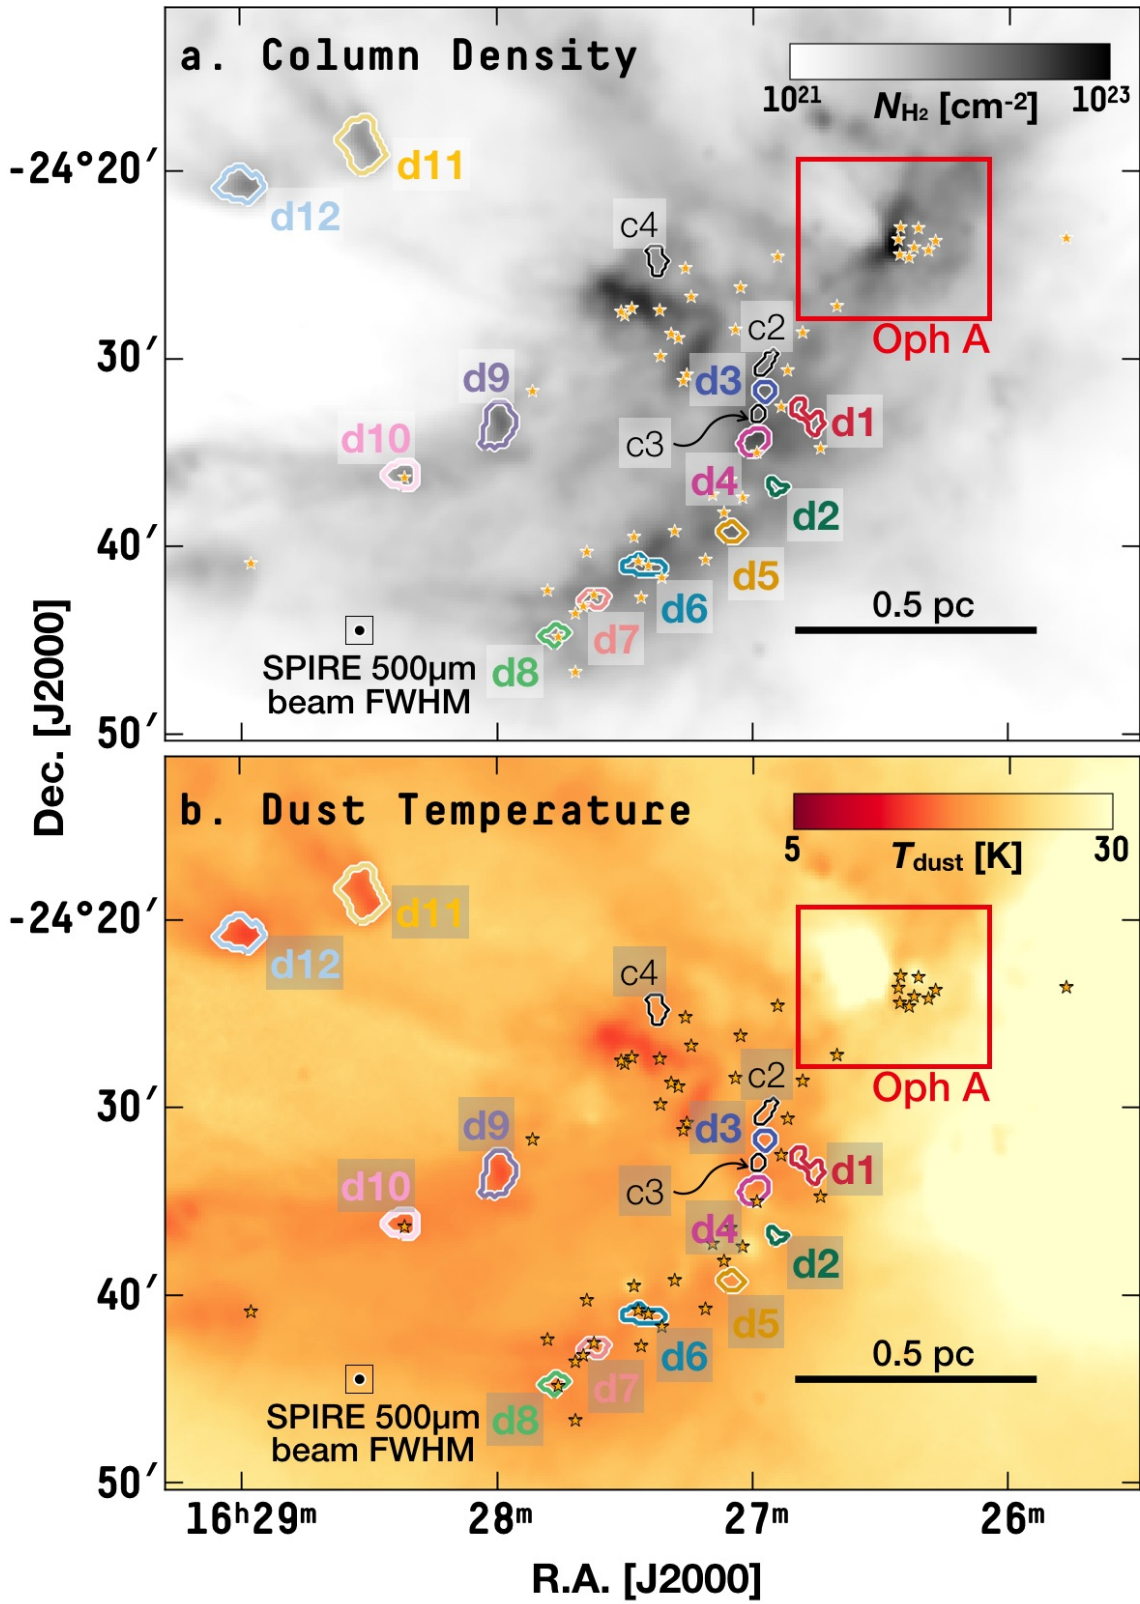 a. Column Density
10²¹ N_H₂ [cm⁻²] 10²³
-24°20′
d11
d12
c4
Oph A
c2
30′
d3
d9
d1
c3
d10
d4
d2
40′
d5
0.5 pc
d6
d7
d8
SPIRE 500μm
beam FWHM
50′
Dec. [J2000]
b. Dust Temperature
5 T_dust [K] 30
-24°20′
d11
d12
c4
Oph A
c2
30′
d3
d9
d1
c3
d10
d4
d2
40′
d5
0.5 pc
d6
d7
d8
SPIRE 500μm
beam FWHM
50′
16ʰ29ᵐ 28ᵐ 27ᵐ 26ᵐ
R.A. [J2000]